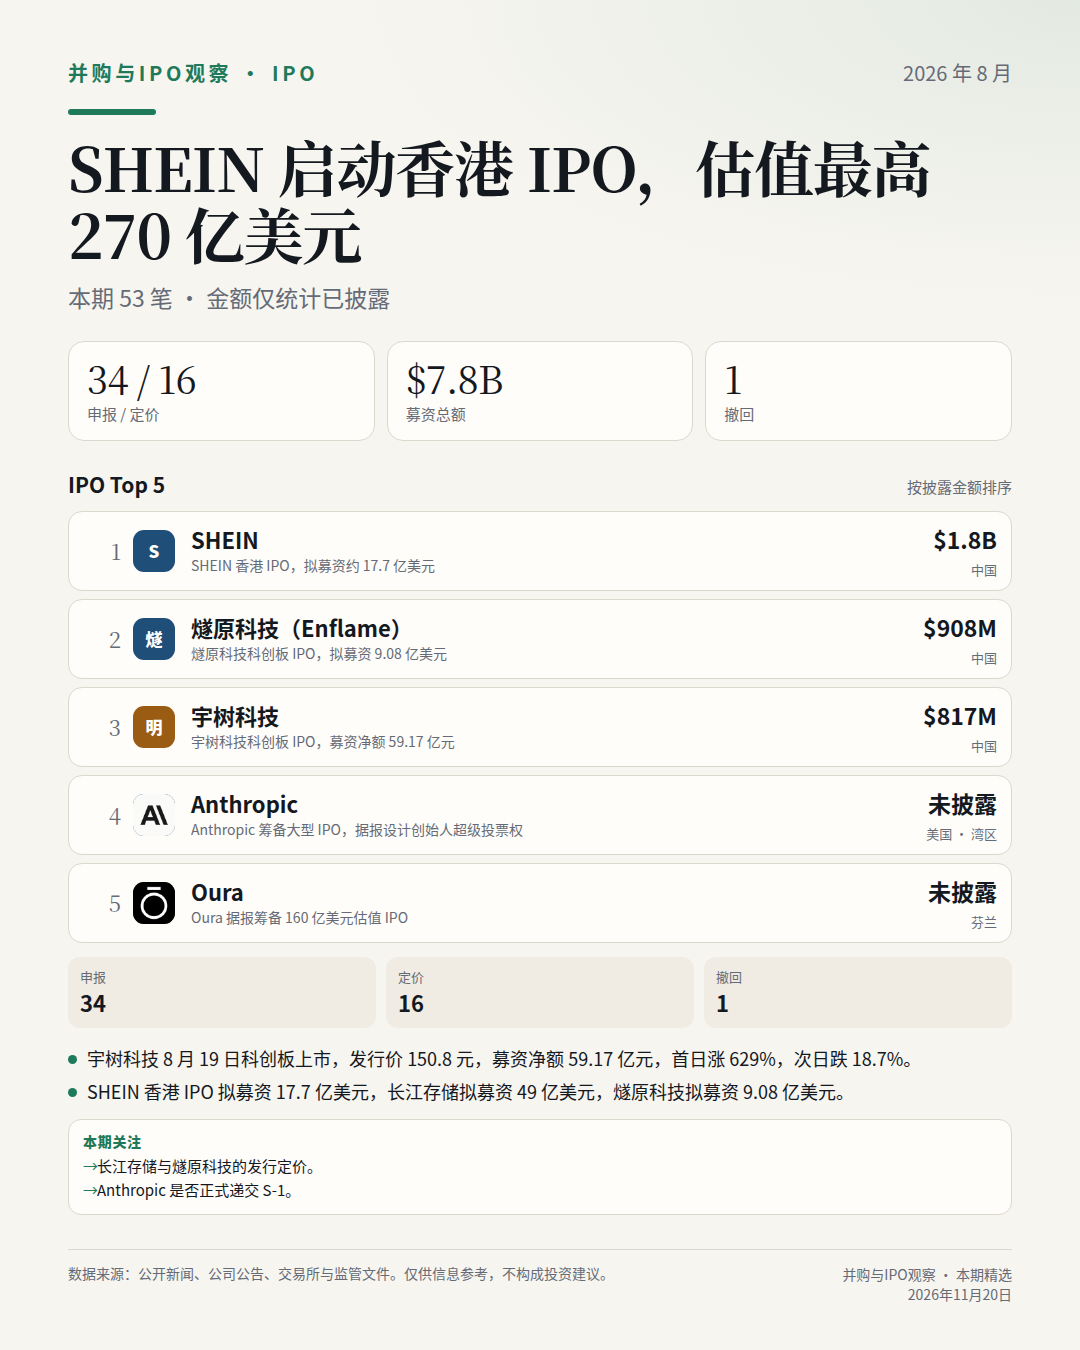 并购与IPO观察 · IPO
2026 年 8 月
SHEIN 启动香港 IPO，估值最高
270 亿美元
本期 53 笔 · 金额仅统计已披露
34 / 16
申报 / 定价
$7.8B
募资总额
1
撤回
IPO Top 5
按披露金额排序
1
S
SHEIN
SHEIN 香港 IPO，拟募资约 17.7 亿美元
$1.8B
中国
2
燧
燧原科技（Enflame）
燧原科技科创板 IPO，拟募资 9.08 亿美元
$908M
中国
3
明
宇树科技
宇树科技科创板 IPO，募资净额 59.17 亿元
$817M
中国
4
A\
Anthropic
Anthropic 筹备大型 IPO，据报设计创始人超级投票权
未披露
美国 · 湾区
5
Oura
Oura 据报筹备 160 亿美元估值 IPO
未披露
芬兰
申报
34
定价
16
撤回
1
宇树科技 8 月 19 日科创板上市，发行价 150.8 元，募资净额 59.17 亿元，首日涨 629%，次日跌 18.7%。
SHEIN 香港 IPO 拟募资 17.7 亿美元，长江存储拟募资 49 亿美元，燧原科技拟募资 9.08 亿美元。
本期关注
→长江存储与燧原科技的发行定价。
→Anthropic 是否正式递交 S-1。
数据来源：公开新闻、公司公告、交易所与监管文件。仅供信息参考，不构成投资建议。
并购与IPO观察 · 本期精选
2026年11月20日